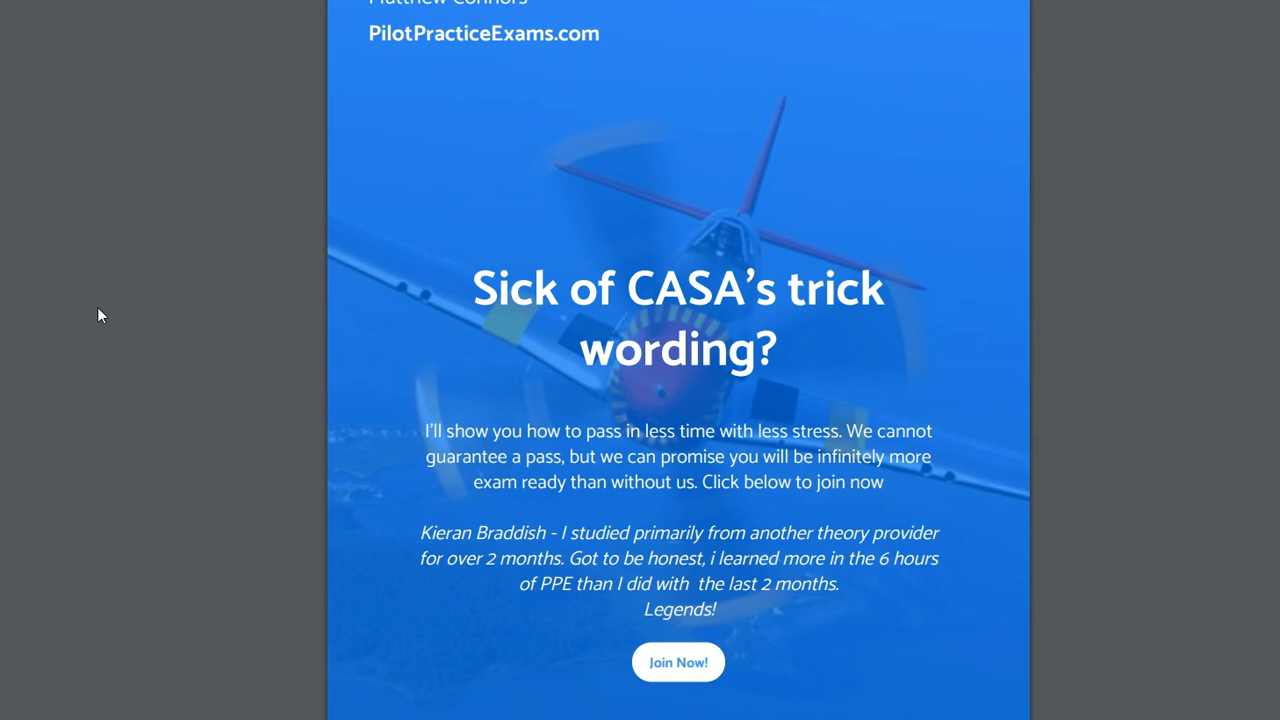 Matthew Connors
PilotPracticeExams.com
Sick of CASA's trick
wording?
I'll show you how to pass in less time with less stress. We cannot
guarantee a pass, but we can promise you will be infinitely more
exam ready than without us. Click below to join now
Kieran Braddish - I studied primarily from another theory provider
for over 2 months. Got to be honest, i learned more in the 6 hours
of PPE than I did with  the last 2 months.
Legends!
Join Now!